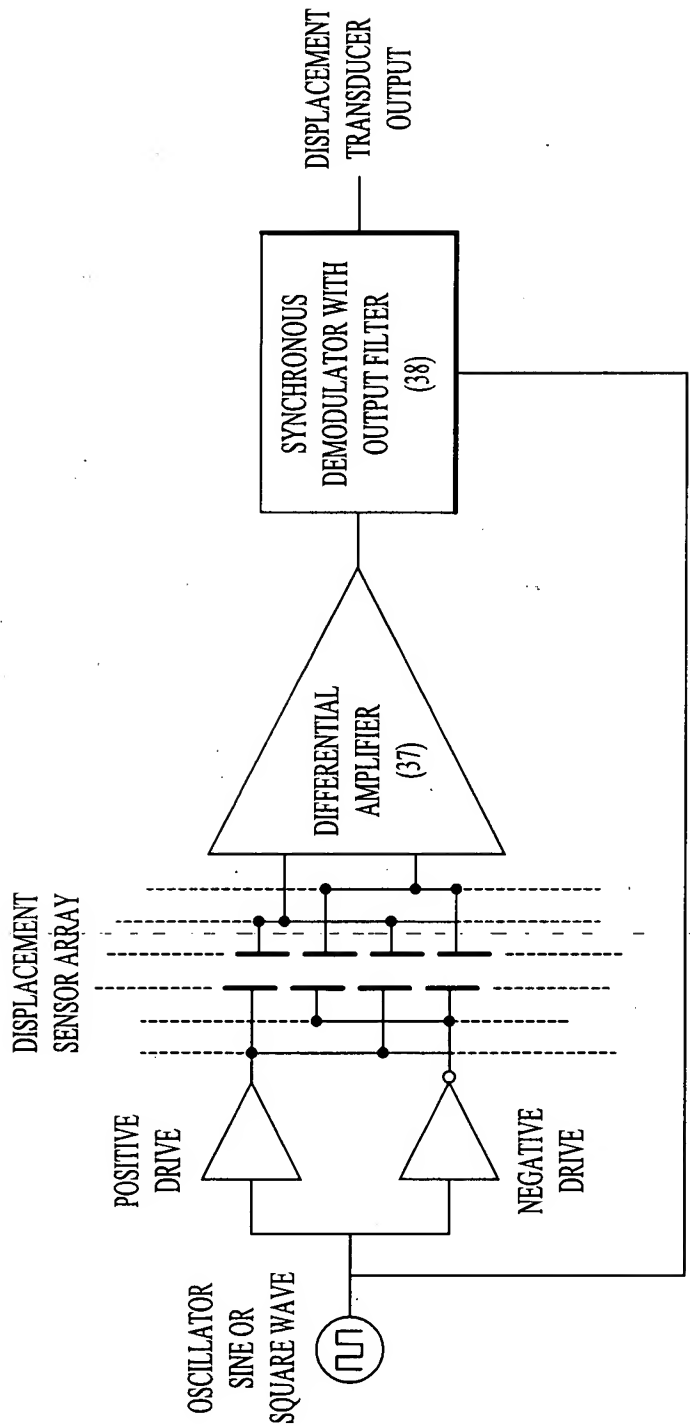 OSCILLATOR
SINE OR
SQUARE WAVE
POSITIVE
DRIVE
NEGATIVE
DRIVE
DISPLACEMENT
SENSOR ARRAY
DIFFERENTIAL
AMPLIFIER
(37)
SYNCHRONOUS
DEMODULATOR WITH
OUTPUT FILTER
(38)
DISPLACEMENT
TRANSDUCER
OUTPUT